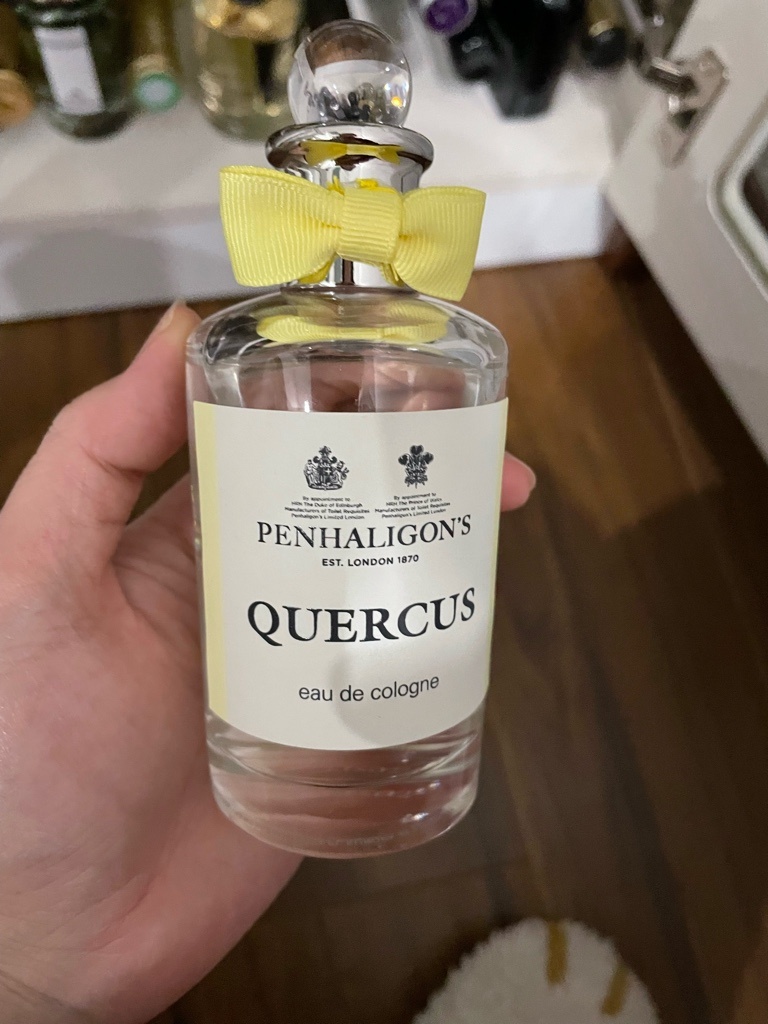 By appointment to
HRH The Duke of Edinburgh
Manufacturers of Toilet Requisites
Penhaligon's Limited London
By appointment to
HRH The Prince of Wales
Manufacturers of Toilet Requisites
Penhaligon's Limited London
PENHALIGON'S
EST. LONDON 1870
QUERCUS
eau de cologne